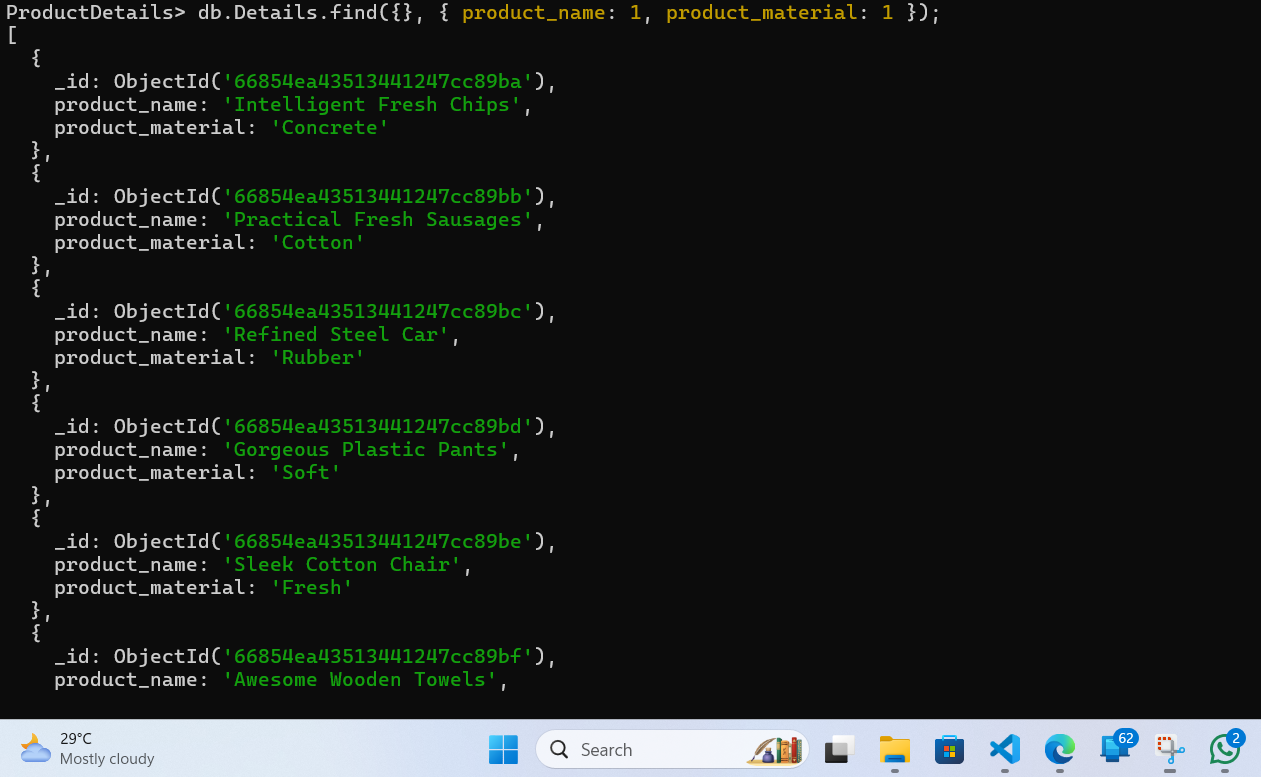 ProductDetails> db.Details.find({}, { product_name: 1, product_material: 1 });
[
  {
    _id: ObjectId('66854ea43513441247cc89ba'),
    product_name: 'Intelligent Fresh Chips',
    product_material: 'Concrete'
  },
  {
    _id: ObjectId('66854ea43513441247cc89bb'),
    product_name: 'Practical Fresh Sausages',
    product_material: 'Cotton'
  },
  {
    _id: ObjectId('66854ea43513441247cc89bc'),
    product_name: 'Refined Steel Car',
    product_material: 'Rubber'
  },
  {
    _id: ObjectId('66854ea43513441247cc89bd'),
    product_name: 'Gorgeous Plastic Pants',
    product_material: 'Soft'
  },
  {
    _id: ObjectId('66854ea43513441247cc89be'),
    product_name: 'Sleek Cotton Chair',
    product_material: 'Fresh'
  },
  {
    _id: ObjectId('66854ea43513441247cc89bf'),
    product_name: 'Awesome Wooden Towels',
29°C
Mostly cloudy
Search
62
2